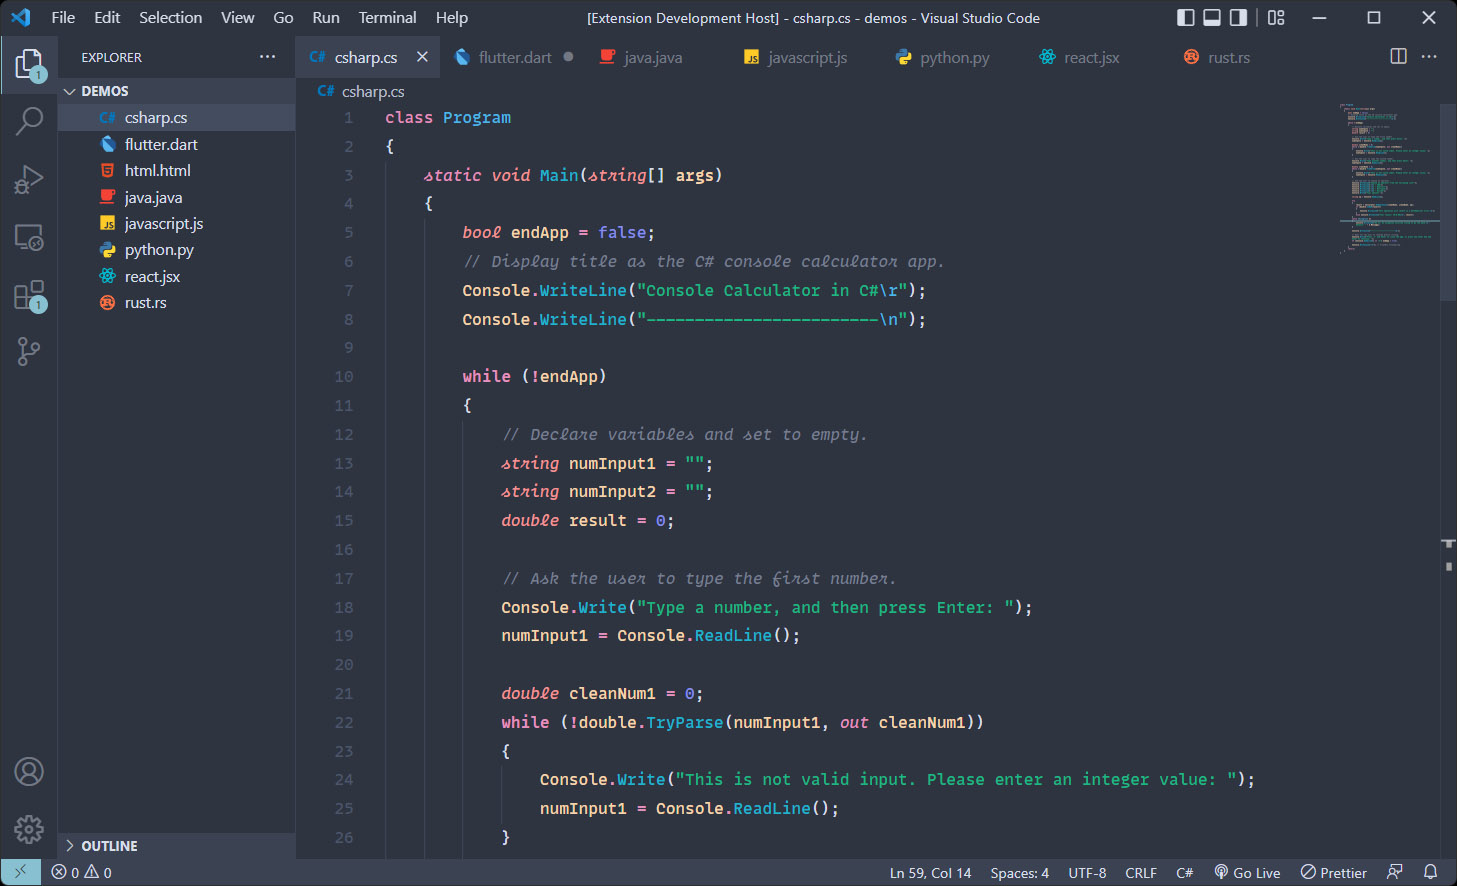 File Edit Selection View Go Run Terminal Help [Extension Development Host] - csharp.cs - demos - Visual Studio Code
EXPLORER
DEMOS
C# csharp.cs
flutter.dart
html.html
java.java
JS javascript.js
python.py
react.jsx
rust.rs
OUTLINE
1
1
C# csharp.cs flutter.dart java.java JS javascript.js python.py react.jsx rust.rs
C# csharp.cs
1 class Program
2 {
3 static void Main(string[] args)
4 {
5 bool endApp = false;
6 // Display title as the C# console calculator app.
7 Console.WriteLine("Console Calculator in C#\r");
8 Console.WriteLine("------------------------\n");
9
10 while (!endApp)
11 {
12 // Declare variables and set to empty.
13 string numInput1 = "";
14 string numInput2 = "";
15 double result = 0;
16
17 // Ask the user to type the first number.
18 Console.Write("Type a number, and then press Enter: ");
19 numInput1 = Console.ReadLine();
20
21 double cleanNum1 = 0;
22 while (!double.TryParse(numInput1, out cleanNum1))
23 {
24 Console.Write("This is not valid input. Please enter an integer value: ");
25 numInput1 = Console.ReadLine();
26 }
0 0 Ln 59, Col 14 Spaces: 4 UTF-8 CRLF C# Go Live Prettier